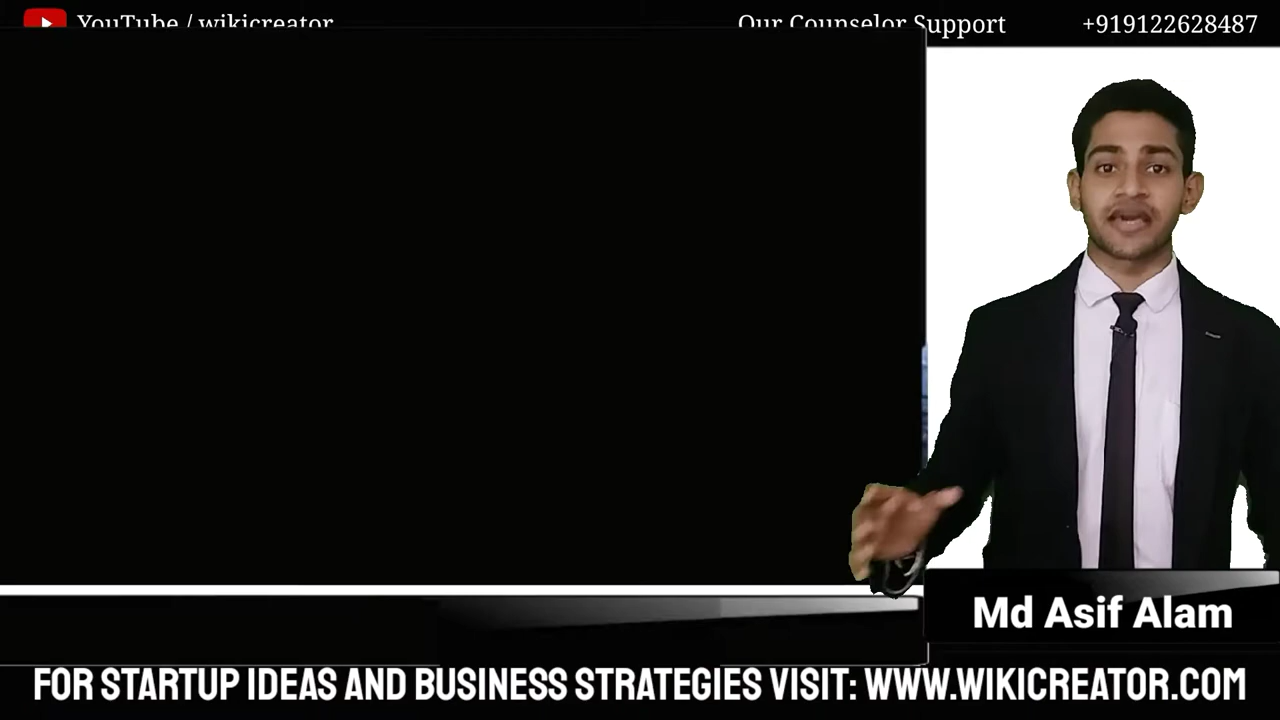 YouTube / wikicreator
Our Counselor Support
+919122628487
Md Asif Alam
FOR STARTUP IDEAS AND BUSINESS STRATEGIES VISIT: WWW.WIKICREATOR.COM